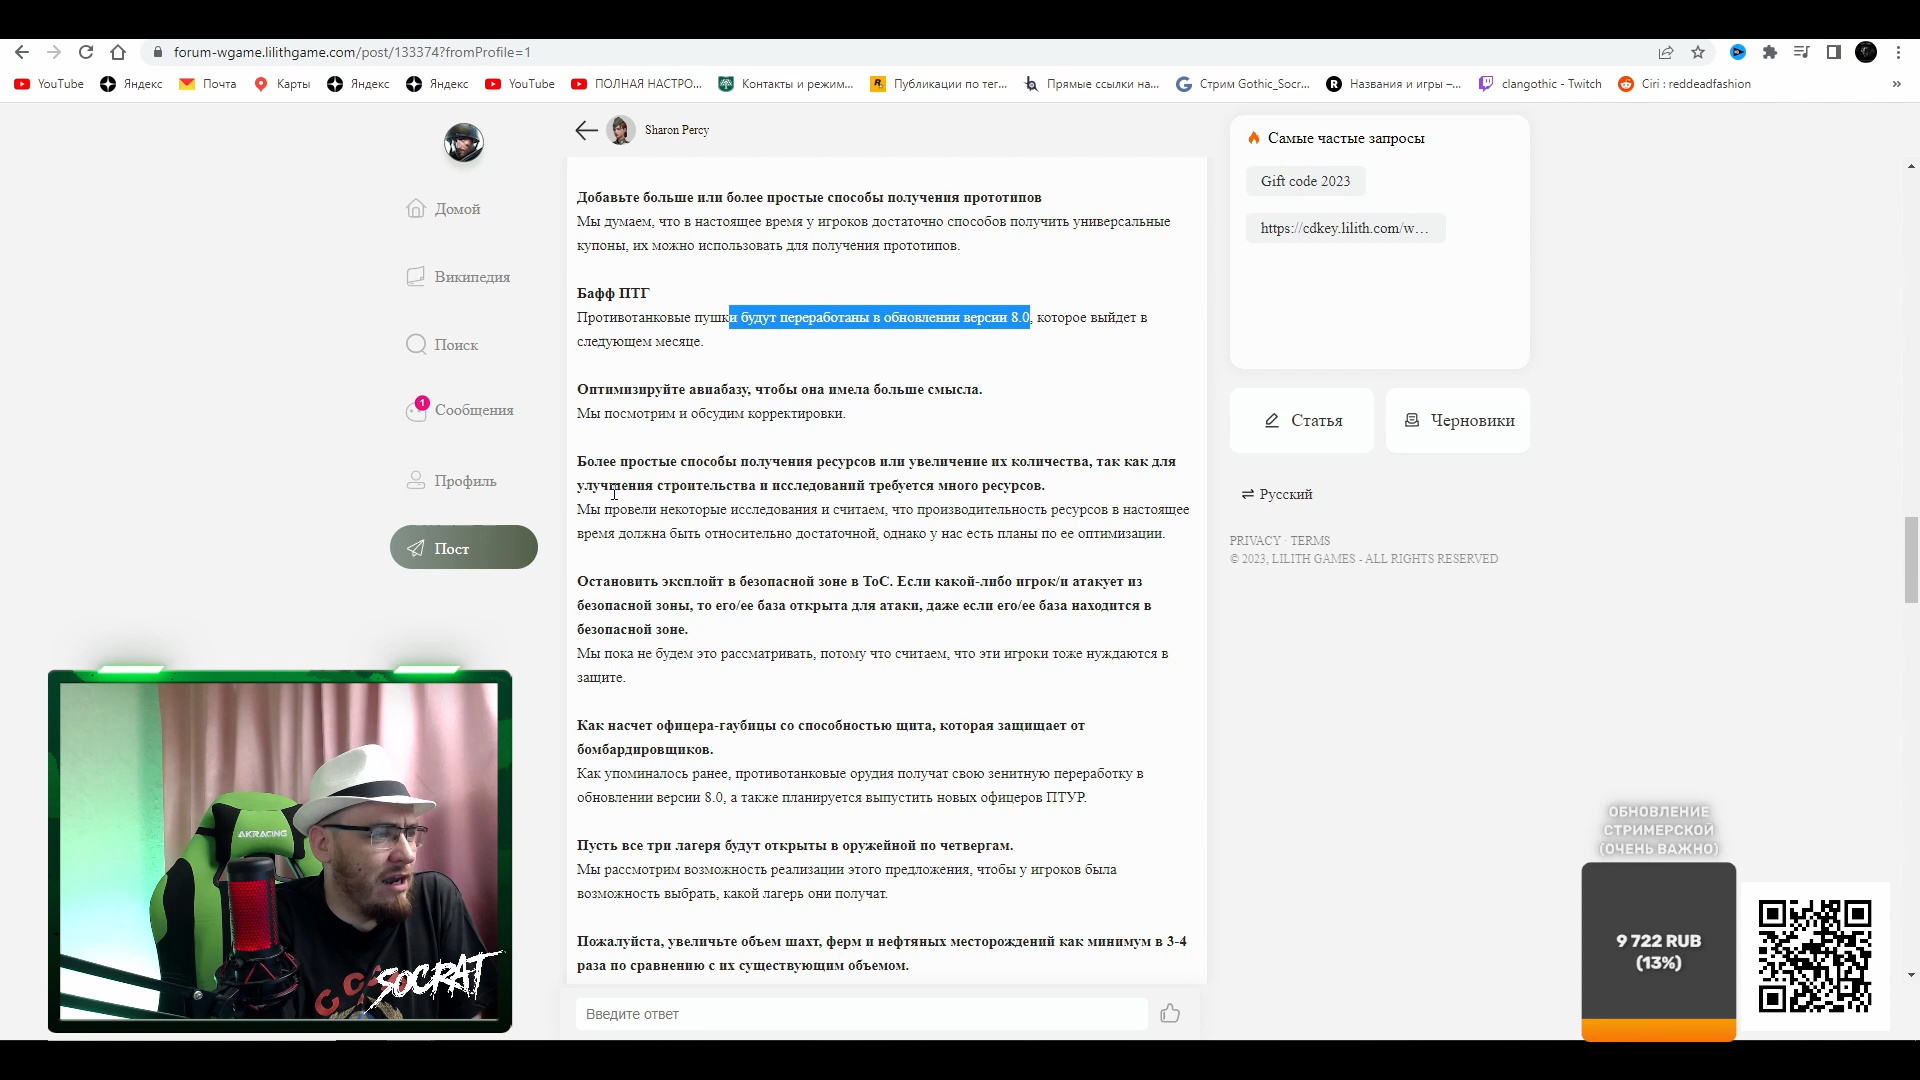 forum-wgame.lilithgame.com/post/133374?fromProfile=1
YouTube
Яндекс
Почта
Карты
Яндекс
Яндекс
YouTube
ПОЛНАЯ НАСТРО...
Контакты и режим...
Публикации по тег...
Прямые ссылки на...
Стрим Gothic_Socr...
Названия и игры –...
clangothic - Twitch
Ciri : reddeadfashion
»
Sharon Percy
Домой
Википедия
Поиск
1
Сообщения
Профиль
Пост
Добавьте больше или более простые способы получения прототипов
Мы думаем, что в настоящее время у игроков достаточно способов получить универсальные
купоны, их можно использовать для получения прототипов.
Бафф ПТГ
Противотанковые пушки будут переработаны в обновлении версии 8.0, которое выйдет в
следующем месяце.
Оптимизируйте авиабазу, чтобы она имела больше смысла.
Мы посмотрим и обсудим корректировки.
Более простые способы получения ресурсов или увеличение их количества, так как для
улучшения строительства и исследований требуется много ресурсов.
Мы провели некоторые исследования и считаем, что производительность ресурсов в настоящее
время должна быть относительно достаточной, однако у нас есть планы по ее оптимизации.
Остановить эксплойт в безопасной зоне в ToC. Если какой-либо игрок/и атакует из
безопасной зоны, то его/ее база открыта для атаки, даже если его/ее база находится в
безопасной зоне.
Мы пока не будем это рассматривать, потому что считаем, что эти игроки тоже нуждаются в
защите.
Как насчет офицера-гаубицы со способностью щита, которая защищает от
бомбардировщиков.
Как упоминалось ранее, противотанковые орудия получат свою зенитную переработку в
обновлении версии 8.0, а также планируется выпустить новых офицеров ПТУР.
Пусть все три лагеря будут открыты в оружейной по четвергам.
Мы рассмотрим возможность реализации этого предложения, чтобы у игроков была
возможность выбрать, какой лагерь они получат.
Пожалуйста, увеличьте объем шахт, ферм и нефтяных месторождений как минимум в 3-4
раза по сравнению с их существующим объемом.
Введите ответ
Самые частые запросы
Gift code 2023
https://cdkey.lilith.com/w...
Статья
Черновики
Русский
PRIVACY · TERMS
© 2023, LILITH GAMES - ALL RIGHTS RESERVED
AKRACING
SOCRAT
ОБНОВЛЕНИЕ
СТРИМЕРСКОЙ
(ОЧЕНЬ ВАЖНО)
9 722 RUB
(13%)